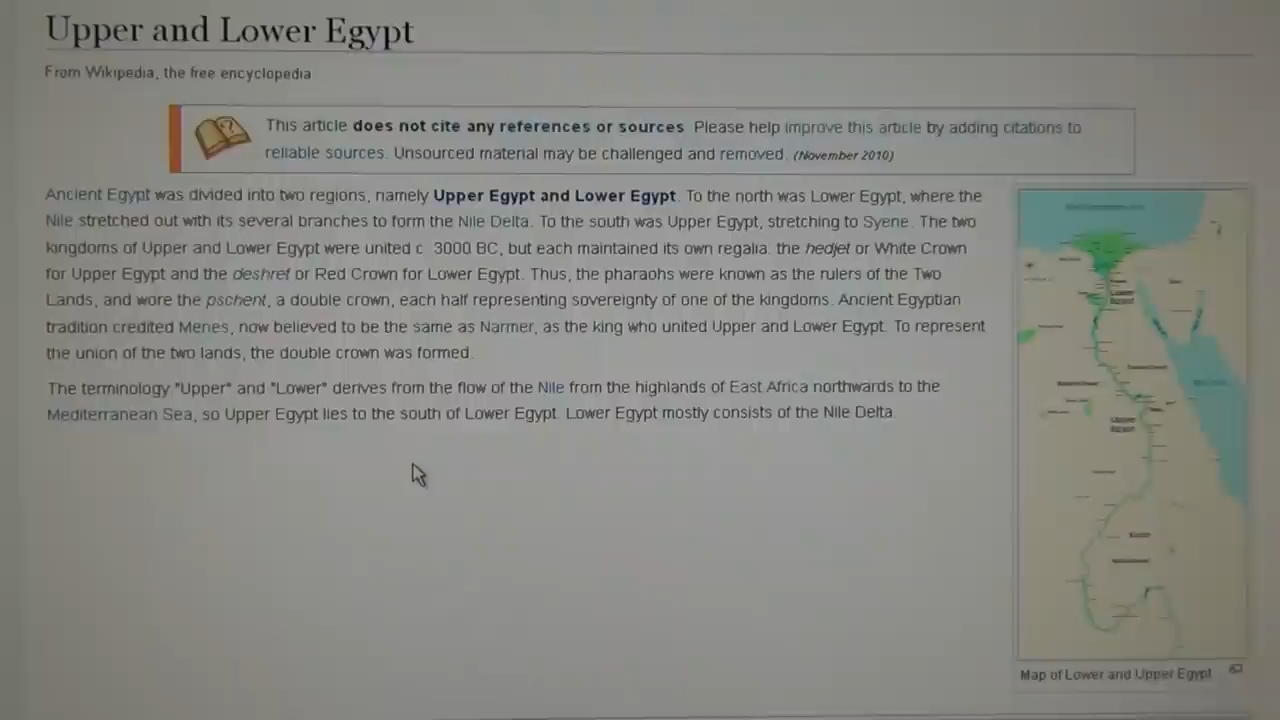 Upper and Lower Egypt
From Wikipedia, the free encyclopedia
This article does not cite any references or sources. Please help improve this article by adding citations to
reliable sources. Unsourced material may be challenged and removed. (November 2010)
Ancient Egypt was divided into two regions, namely Upper Egypt and Lower Egypt. To the north was Lower Egypt, where the
Nile stretched out with its several branches to form the Nile Delta. To the south was Upper Egypt, stretching to Syene. The two
kingdoms of Upper and Lower Egypt were united c. 3000 BC, but each maintained its own regalia: the hedjet or White Crown
for Upper Egypt and the deshret or Red Crown for Lower Egypt. Thus, the pharaohs were known as the rulers of the Two
Lands, and wore the pschent, a double crown, each half representing sovereignty of one of the kingdoms. Ancient Egyptian
tradition credited Menes, now believed to be the same as Narmer, as the king who united Upper and Lower Egypt. To represent
the union of the two lands, the double crown was formed.
The terminology "Upper" and "Lower" derives from the flow of the Nile from the highlands of East Africa northwards to the
Mediterranean Sea, so Upper Egypt lies to the south of Lower Egypt. Lower Egypt mostly consists of the Nile Delta.
Lower
Egypt
Upper
Egypt
Map of Lower and Upper Egypt